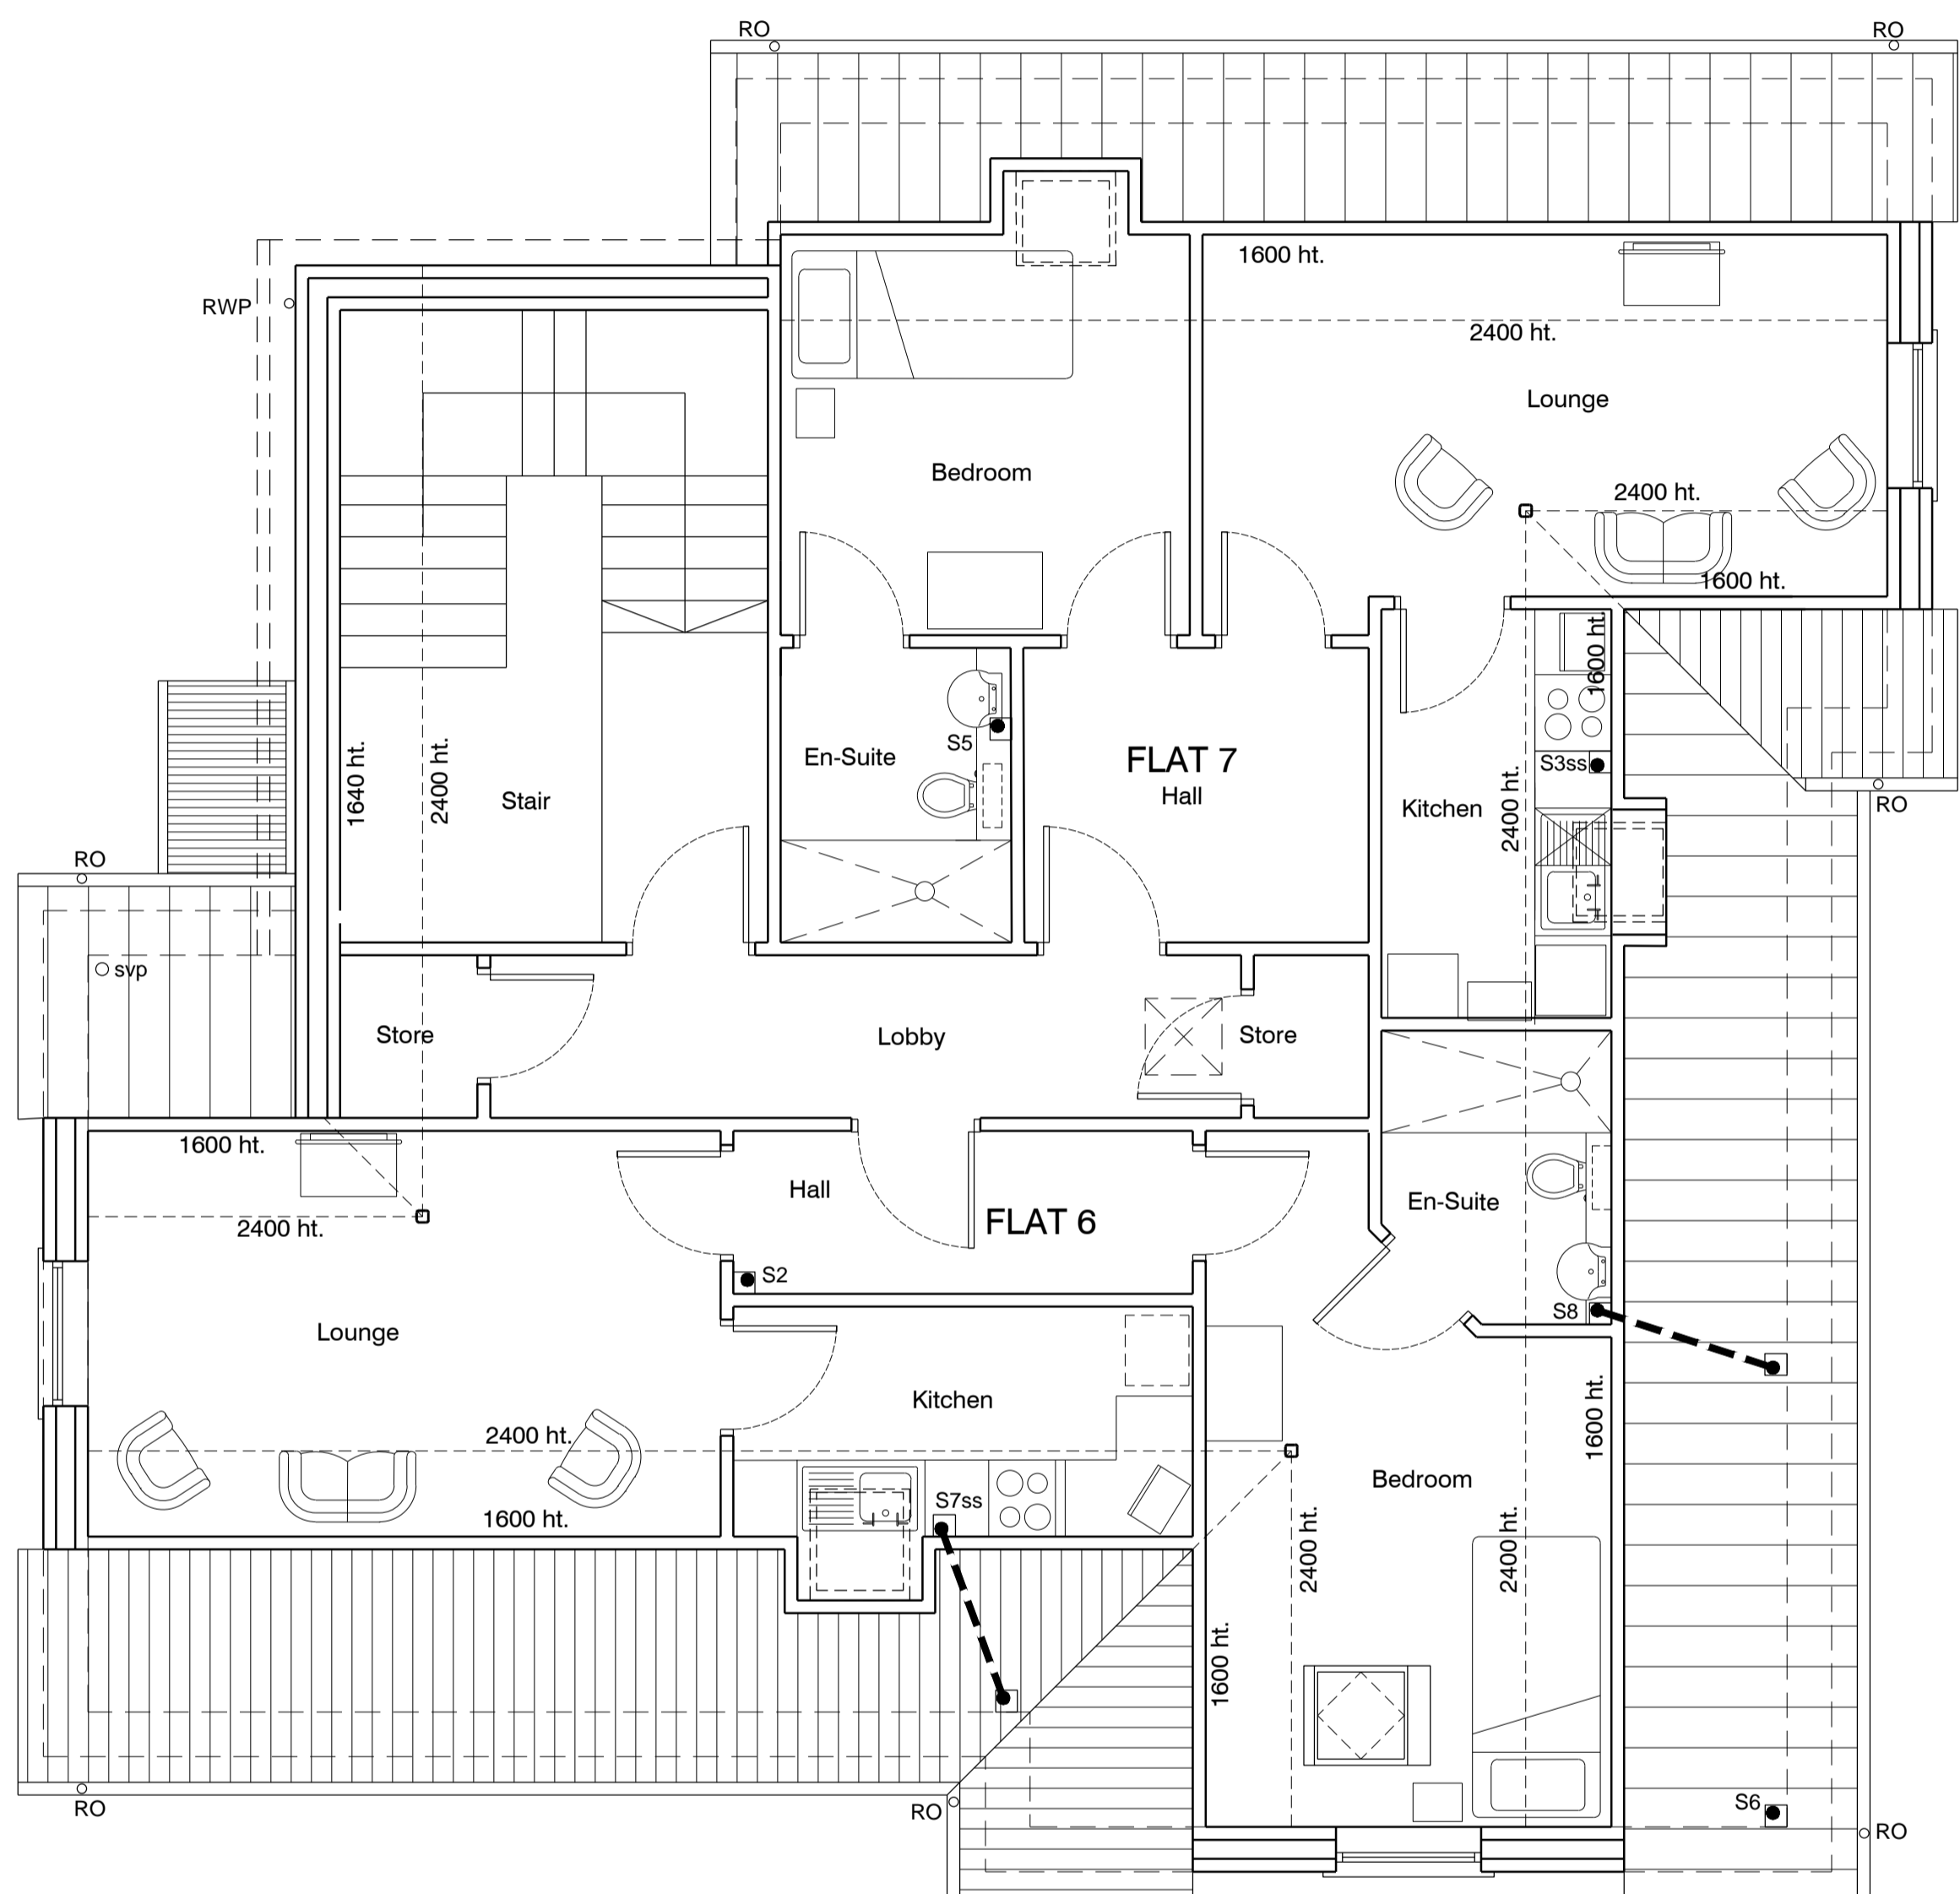 RO
RO
1600 ht.
RWP
2400 ht.
Lounge
Bedroom
2400 ht.
1600 ht.
1600 ht.
S5
En-Suite
FLAT 7
Hall
S3ss
1640 ht.
2400 ht.
Stair
Kitchen
2400 ht.
RO
RO
svp
Store
Lobby
Store
1600 ht.
2400 ht.
Hall
FLAT 6
En-Suite
S2
S8
Lounge
Kitchen
1600 ht.
2400 ht.
Bedroom
S7ss
1600 ht.
2400 ht.
2400 ht.
1600 ht.
RO
RO
S6
RO